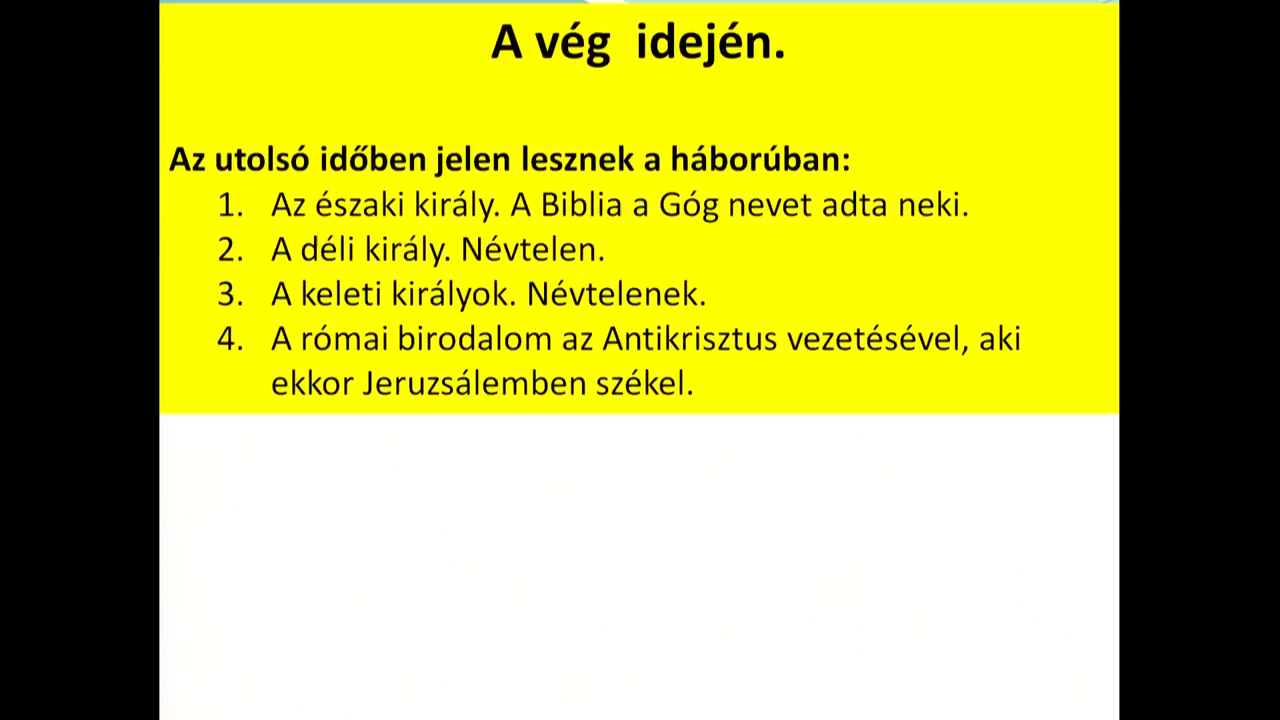 A vég  idején.
Az utolsó időben jelen lesznek a háborúban:
1. Az északi király. A Biblia a Góg nevet adta neki.
2. A déli király. Névtelen.
3. A keleti királyok. Névtelenek.
4. A római birodalom az Antikrisztus vezetésével, aki
ekkor Jeruzsálemben székel.